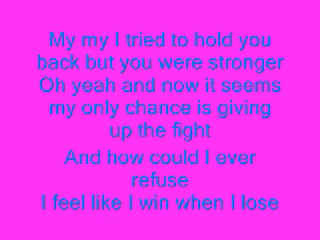 My my I tried to hold you
back but you were stronger
Oh yeah and now it seems
my only chance is giving
up the fight
And how could I ever
refuse
I feel like I win when I lose